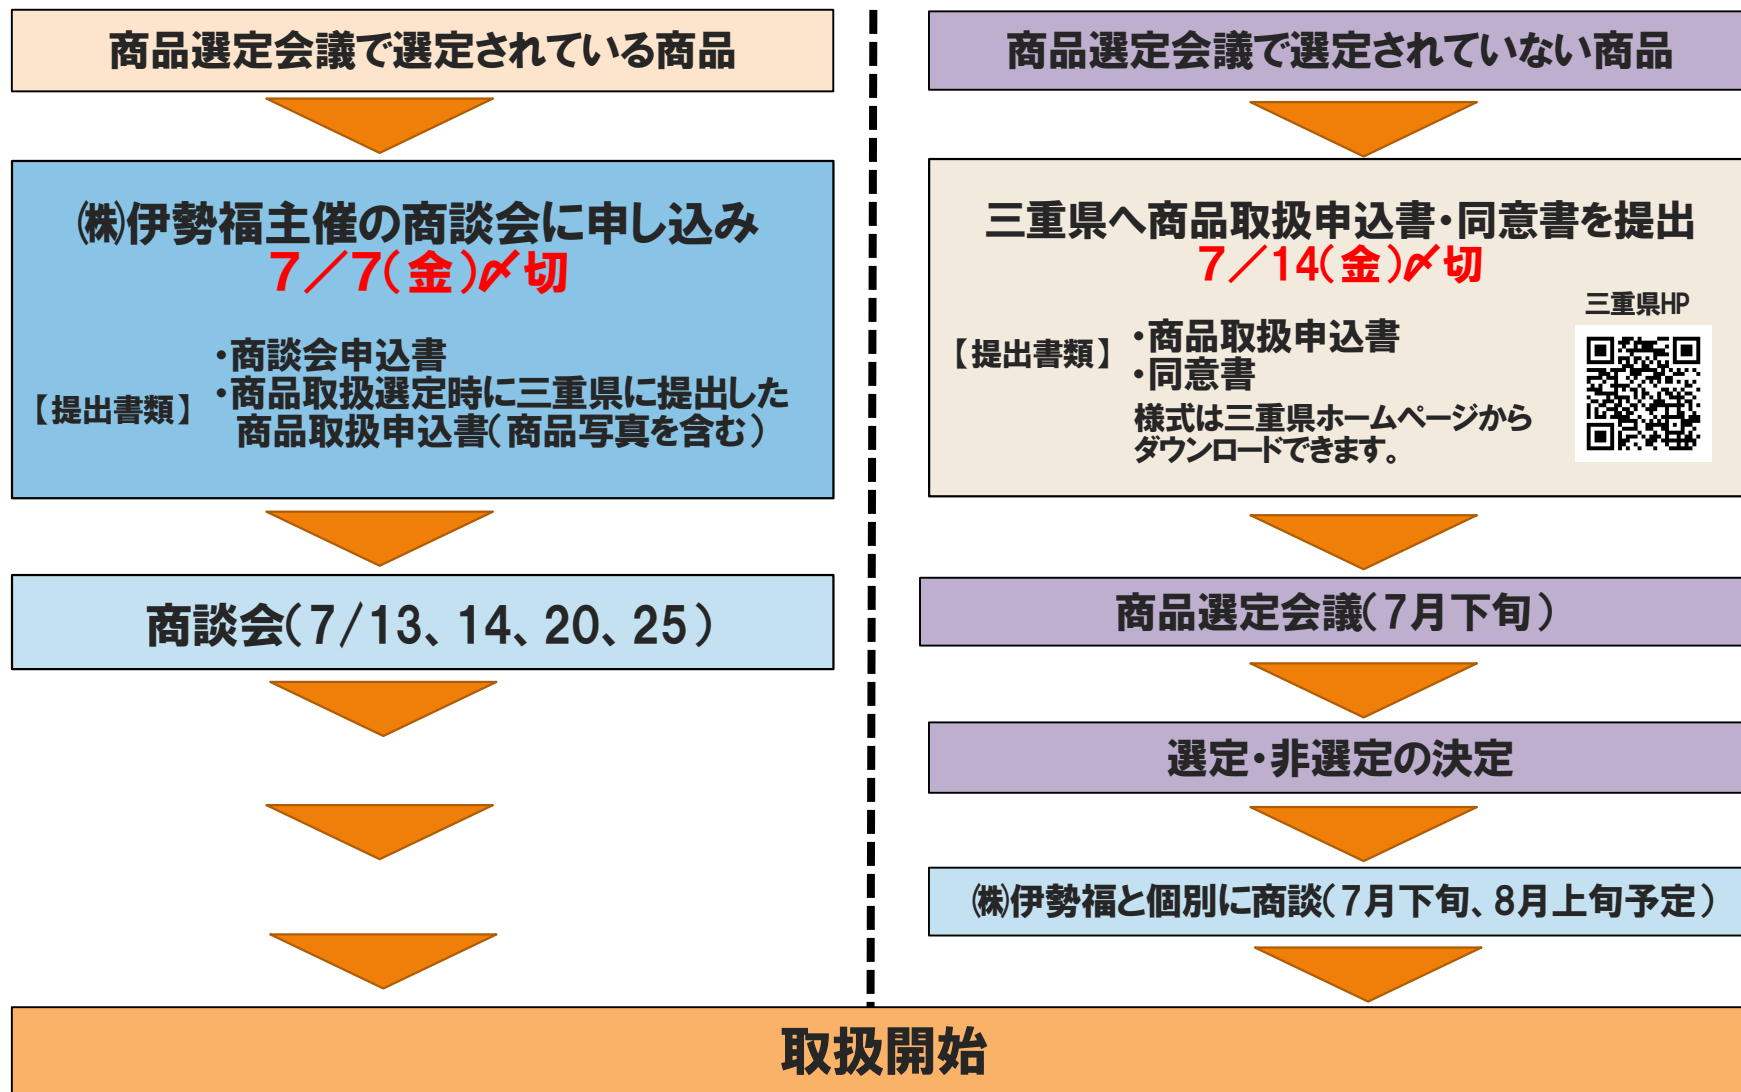 商品選定会議で選定されている商品
㈱伊勢福主催の商談会に申し込み
7／7(金)〆切
【提出書類】
・商談会申込書
・商品取扱選定時に三重県に提出した
商品取扱申込書(商品写真を含む)
商談会(7/13、14、20、25)
商品選定会議で選定されていない商品
三重県へ商品取扱申込書・同意書を提出
7／14(金)〆切
三重県HP
【提出書類】
・商品取扱申込書
・同意書
様式は三重県ホームページから
ダウンロードできます。
商品選定会議(7月下旬)
選定・非選定の決定
㈱伊勢福と個別に商談(7月下旬、8月上旬予定)
取扱開始